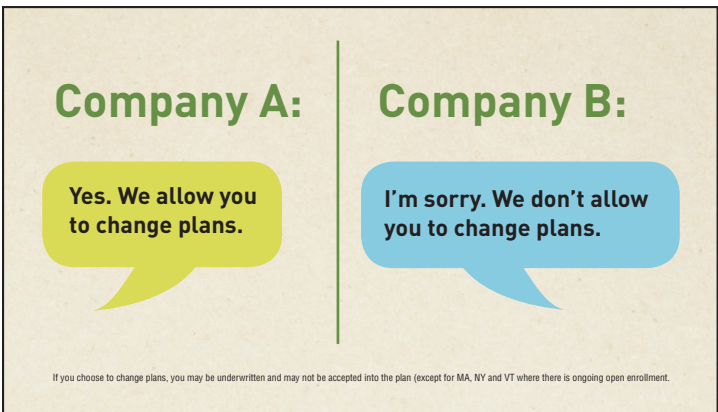 Company A:
Yes. We allow you
to change plans.
Company B:
I'm sorry. We don't allow
you to change plans.
If you choose to change plans, you may be underwritten and may not be accepted into the plan (except for MA, NY and VT where there is ongoing open enrollment.